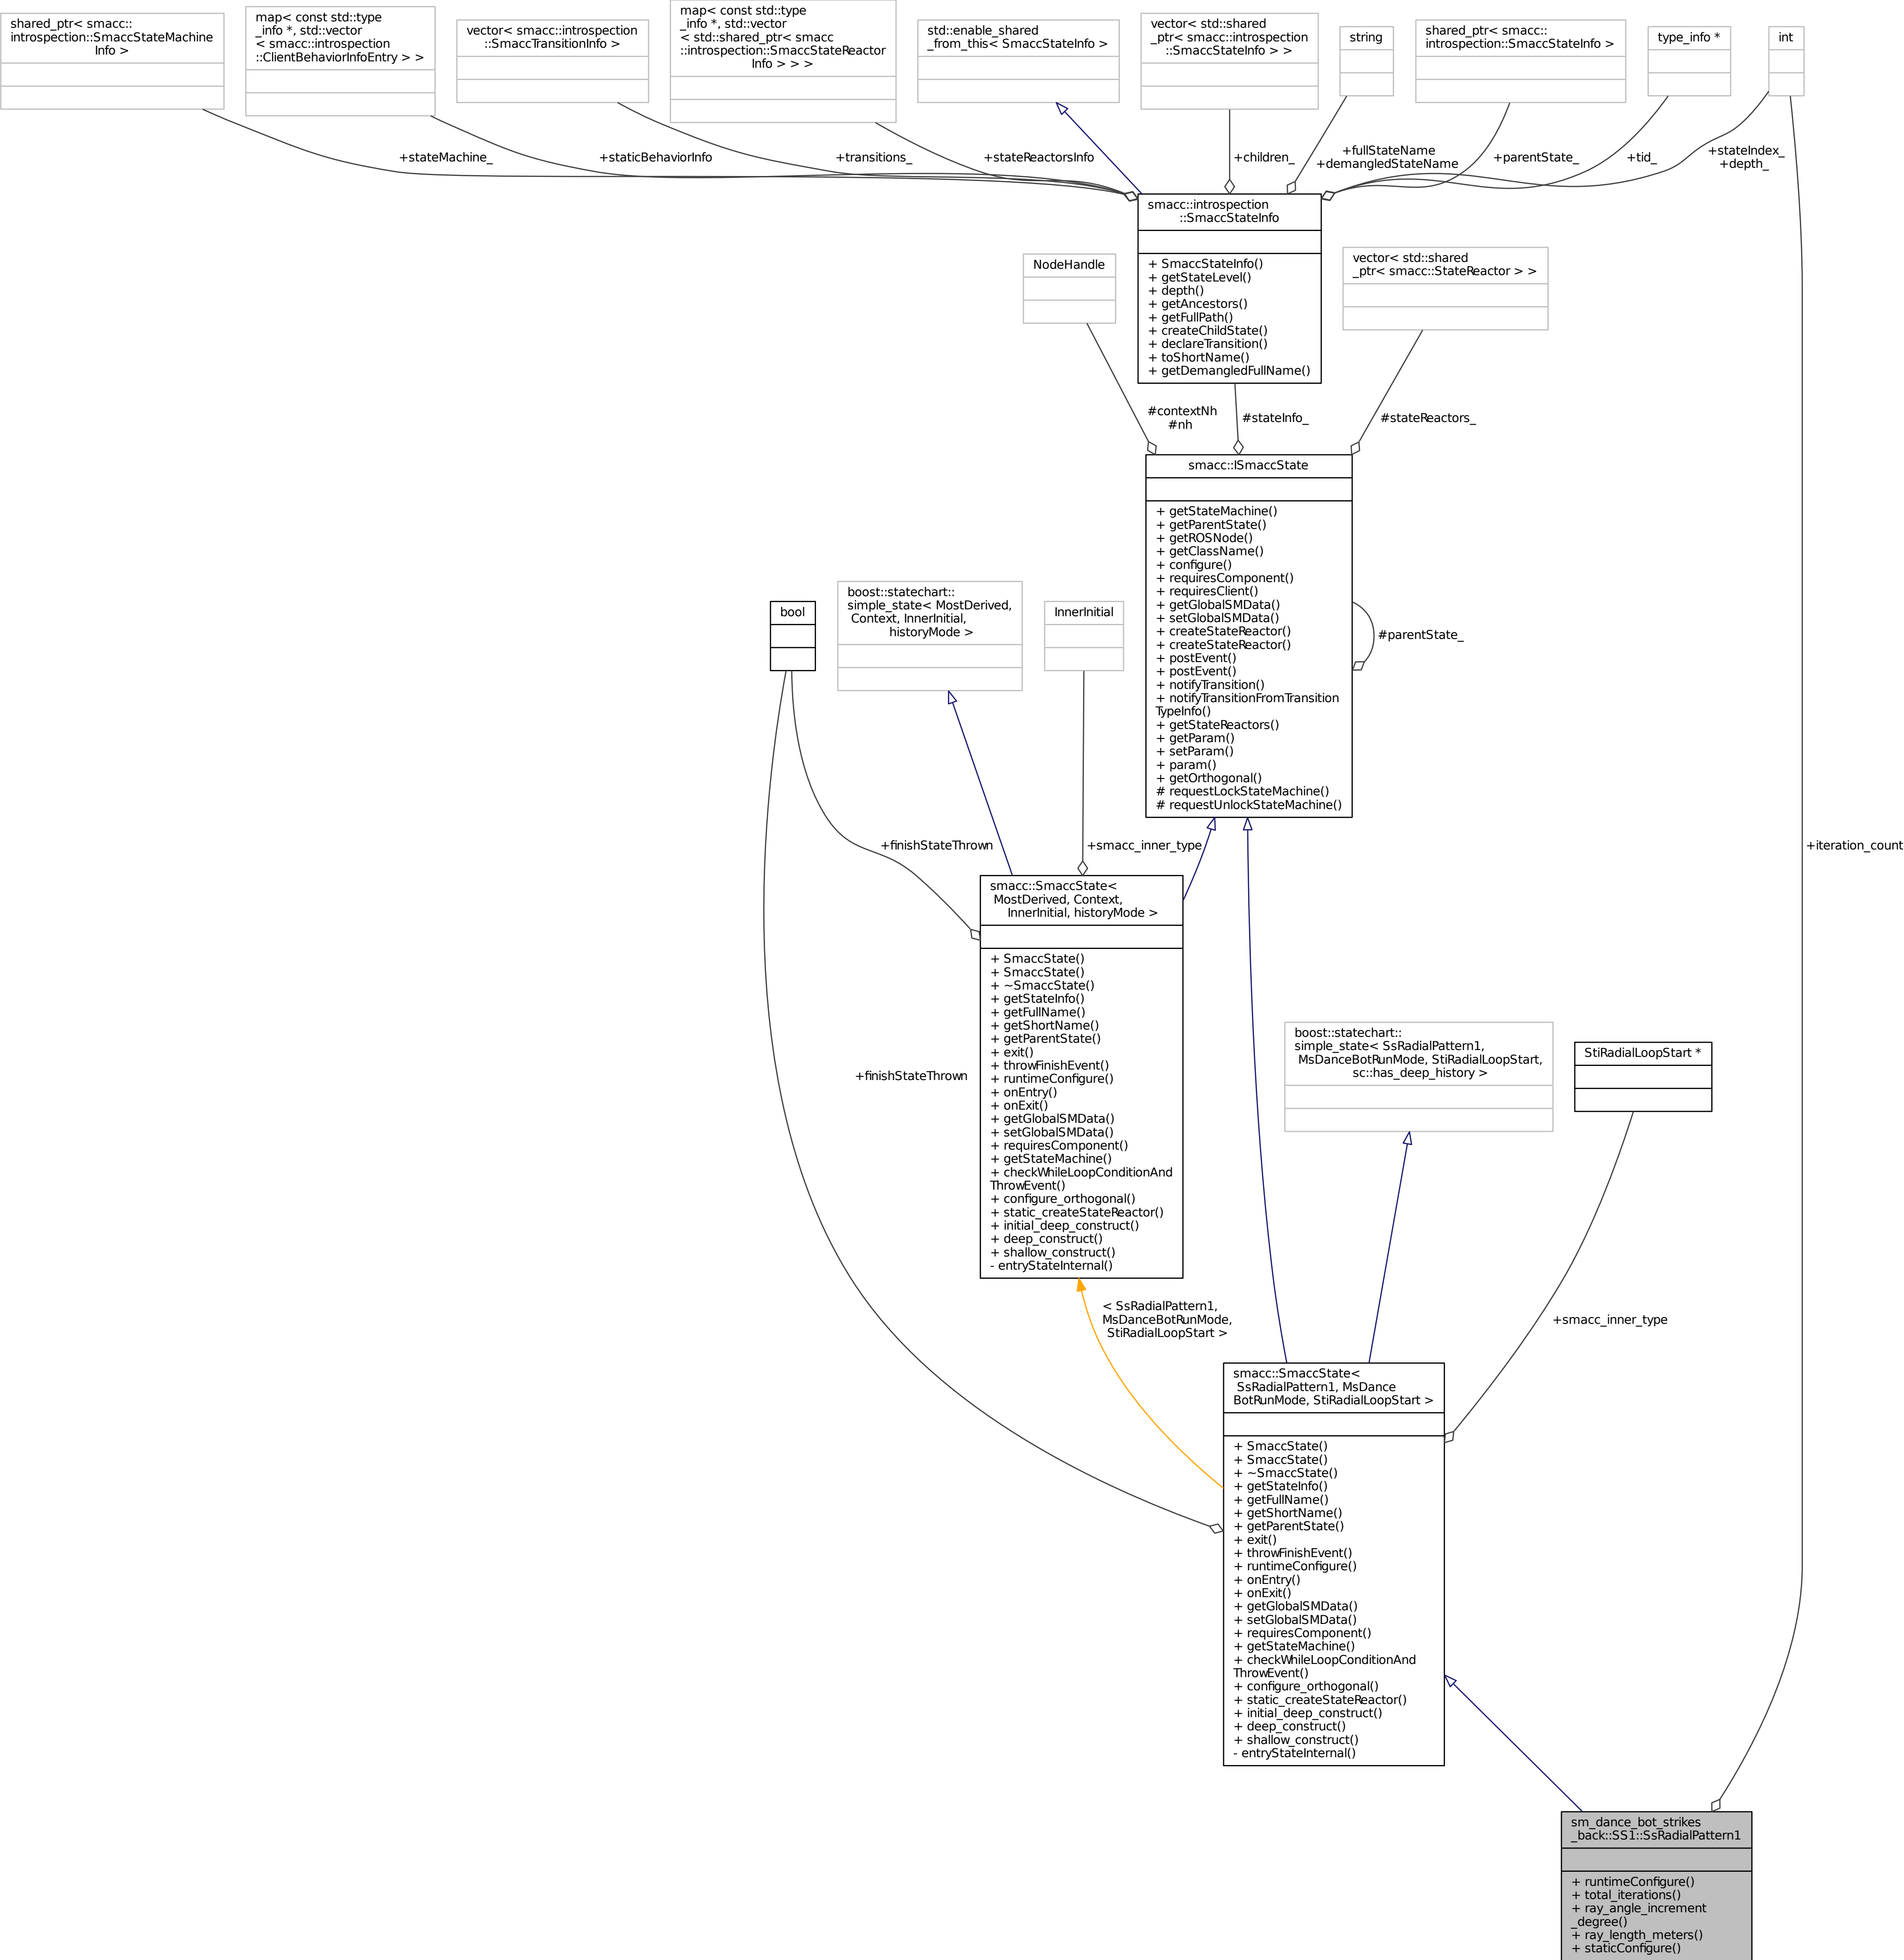 shared_ptr< smacc::
introspection::SmaccStateMachine
Info >
map< const std::type
_info *, std::vector
< smacc::introspection
::ClientBehaviorInfoEntry > >
vector< smacc::introspection
::SmaccTransitionInfo >
map< const std::type
_info *, std::vector
< std::shared_ptr< smacc
::introspection::SmaccStateReactor
Info > > >
std::enable_shared
_from_this< SmaccStateInfo >
vector< std::shared
_ptr< smacc::introspection
::SmaccStateInfo > >
string
shared_ptr< smacc::
introspection::SmaccStateInfo >
type_info *
int
+stateMachine_
+staticBehaviorInfo
+transitions_
+stateReactorsInfo
+children_
+fullStateName
+demangledStateName
+parentState_
+tid_
+stateIndex_
+depth_
smacc::introspection
::SmaccStateInfo
+ SmaccStateInfo()
+ getStateLevel()
+ depth()
+ getAncestors()
+ getFullPath()
+ createChildState()
+ declareTransition()
+ toShortName()
+ getDemangledFullName()
NodeHandle
vector< std::shared
_ptr< smacc::StateReactor > >
#contextNh
#nh
#stateInfo_
#stateReactors_
smacc::ISmaccState
+ getStateMachine()
+ getParentState()
+ getROSNode()
+ getClassName()
+ configure()
+ requiresComponent()
+ requiresClient()
+ getGlobalSMData()
+ setGlobalSMData()
+ createStateReactor()
+ createStateReactor()
+ postEvent()
+ postEvent()
+ notifyTransition()
+ notifyTransitionFromTransition
TypeInfo()
+ getStateReactors()
+ getParam()
+ setParam()
+ param()
+ getOrthogonal()
# requestLockStateMachine()
# requestUnlockStateMachine()
#parentState_
bool
boost::statechart::
simple_state< MostDerived,
Context, InnerInitial,
historyMode >
InnerInitial
+finishStateThrown
+smacc_inner_type
+iteration_count
smacc::SmaccState<
MostDerived, Context,
InnerInitial, historyMode >
+ SmaccState()
+ SmaccState()
+ ~SmaccState()
+ getStateInfo()
+ getFullName()
+ getShortName()
+ getParentState()
+ exit()
+ throwFinishEvent()
+ runtimeConfigure()
+ onEntry()
+ onExit()
+ getGlobalSMData()
+ setGlobalSMData()
+ requiresComponent()
+ getStateMachine()
+ checkWhileLoopConditionAnd
ThrowEvent()
+ configure_orthogonal()
+ static_createStateReactor()
+ initial_deep_construct()
+ deep_construct()
+ shallow_construct()
- entryStateInternal()
+finishStateThrown
boost::statechart::
simple_state< SsRadialPattern1,
MsDanceBotRunMode, StiRadialLoopStart,
sc::has_deep_history >
StiRadialLoopStart *
< SsRadialPattern1,
MsDanceBotRunMode,
StiRadialLoopStart >
+smacc_inner_type
smacc::SmaccState<
SsRadialPattern1, MsDance
BotRunMode, StiRadialLoopStart >
+ SmaccState()
+ SmaccState()
+ ~SmaccState()
+ getStateInfo()
+ getFullName()
+ getShortName()
+ getParentState()
+ exit()
+ throwFinishEvent()
+ runtimeConfigure()
+ onEntry()
+ onExit()
+ getGlobalSMData()
+ setGlobalSMData()
+ requiresComponent()
+ getStateMachine()
+ checkWhileLoopConditionAnd
ThrowEvent()
+ configure_orthogonal()
+ static_createStateReactor()
+ initial_deep_construct()
+ deep_construct()
+ shallow_construct()
- entryStateInternal()
sm_dance_bot_strikes
_back::SS1::SsRadialPattern1
+ runtimeConfigure()
+ total_iterations()
+ ray_angle_increment
_degree()
+ ray_length_meters()
+ staticConfigure()